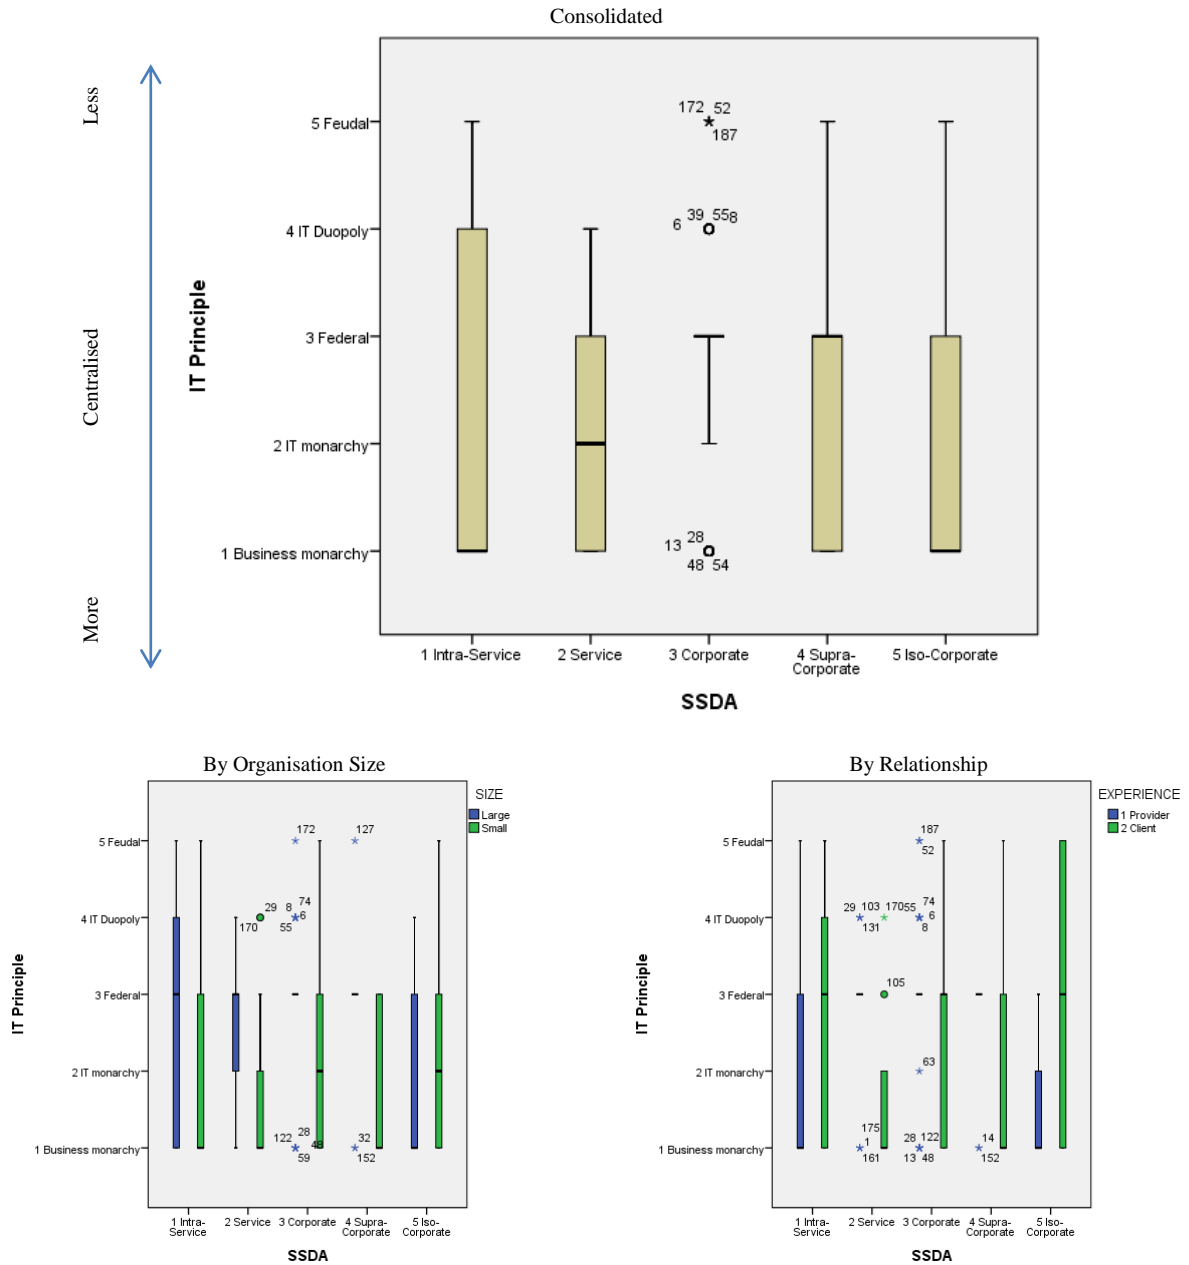 Consolidated
Less
Centralised
More
IT Principle
5 Feudal
4 IT Duopoly
3 Federal
2 IT monarchy
1 Business monarchy
172 52
187
6 39 55 8
13 28
48 54
1 Intra-Service
2 Service
3 Corporate
4 Supra-
Corporate
5 Iso-Corporate
SSDA
By Organisation Size
SIZE
Large
Small
IT Principle
5 Feudal
4 IT Duopoly
3 Federal
2 IT monarchy
1 Business monarchy
172
127
29 8 74
170 55 6
122 28 48
59
32
152
1 Intra-
Service
2 Service
3 Corporate
4 Supra-
Corporate
5 Iso-
Corporate
SSDA
By Relationship
EXPERIENCE
1 Provider
2 Client
IT Principle
5 Feudal
4 IT Duopoly
3 Federal
2 IT monarchy
1 Business monarchy
187
52
29 103 170 55 74
131 6
8
105
63
175
1
161
28 122
13 48
14
152
1 Intra-
Service
2 Service
3 Corporate
4 Supra-
Corporate
5 Iso-
Corporate
SSDA